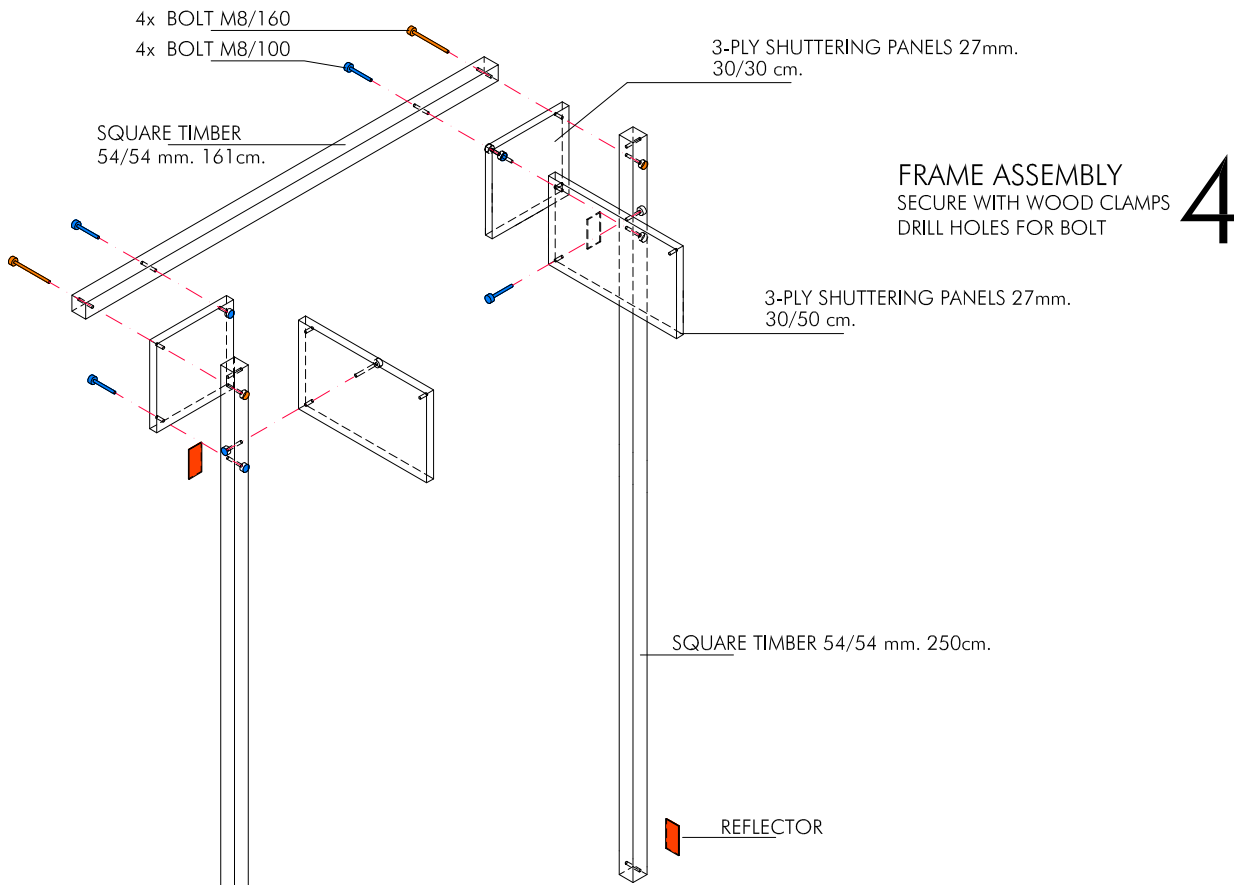 4x BOLT M8/160
4x BOLT M8/100
3-PLY SHUTTERING PANELS 27mm.
30/30 cm.
SQUARE TIMBER
54/54 mm. 161cm.
FRAME ASSEMBLY
SECURE WITH WOOD CLAMPS
DRILL HOLES FOR BOLT
4
3-PLY SHUTTERING PANELS 27mm.
30/50 cm.
SQUARE TIMBER 54/54 mm. 250cm.
REFLECTOR